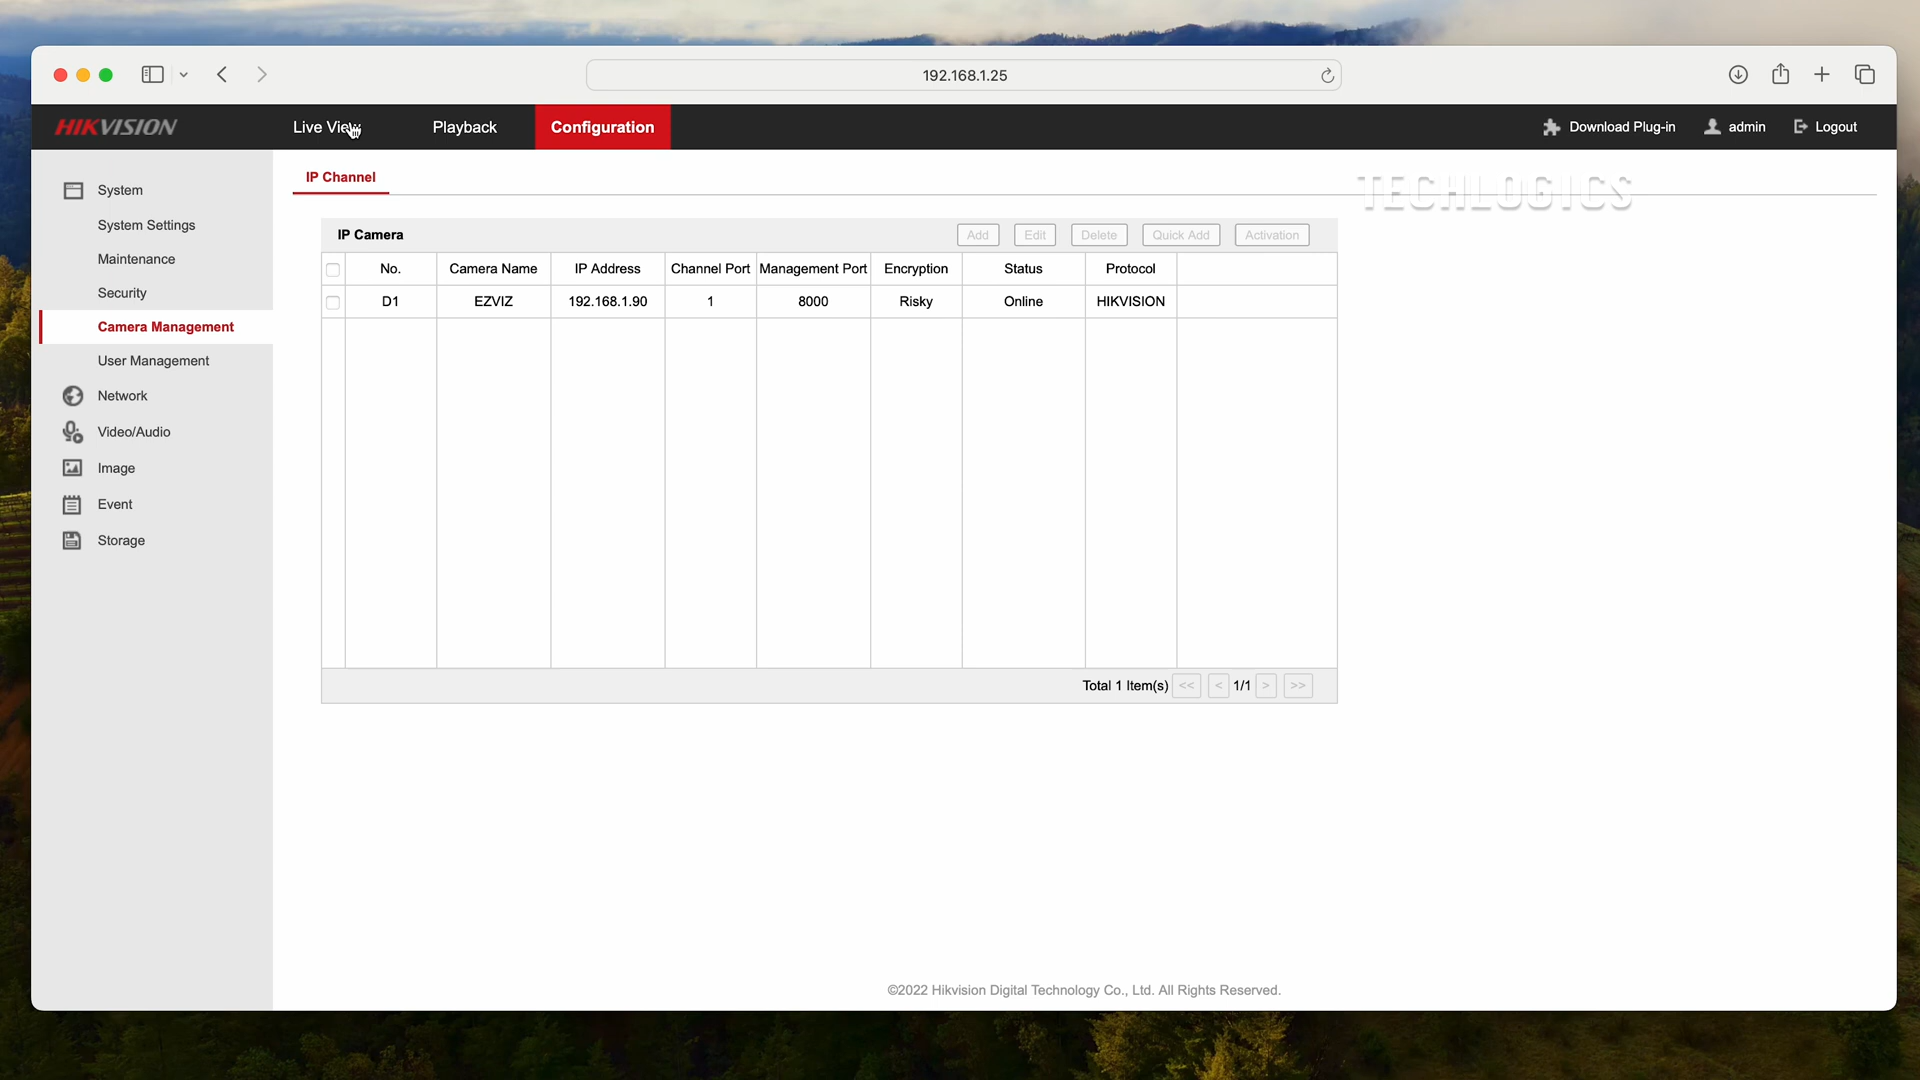 192.168.1.25
HIKVISION
Live View
Playback
Configuration
Download Plug-in
admin
Logout
System
System Settings
Maintenance
Security
Camera Management
User Management
Network
Video/Audio
Image
Event
Storage
IP Channel
TECHLOGICS
IP Camera
Add
Edit
Delete
Quick Add
Activation
No. Camera Name IP Address Channel Port Management Port Encryption Status Protocol
D1 EZVIZ 192.168.1.90 1 8000 Risky Online HIKVISION
Total 1 Item(s) << < 1/1 > >>
©2022 Hikvision Digital Technology Co., Ltd. All Rights Reserved.